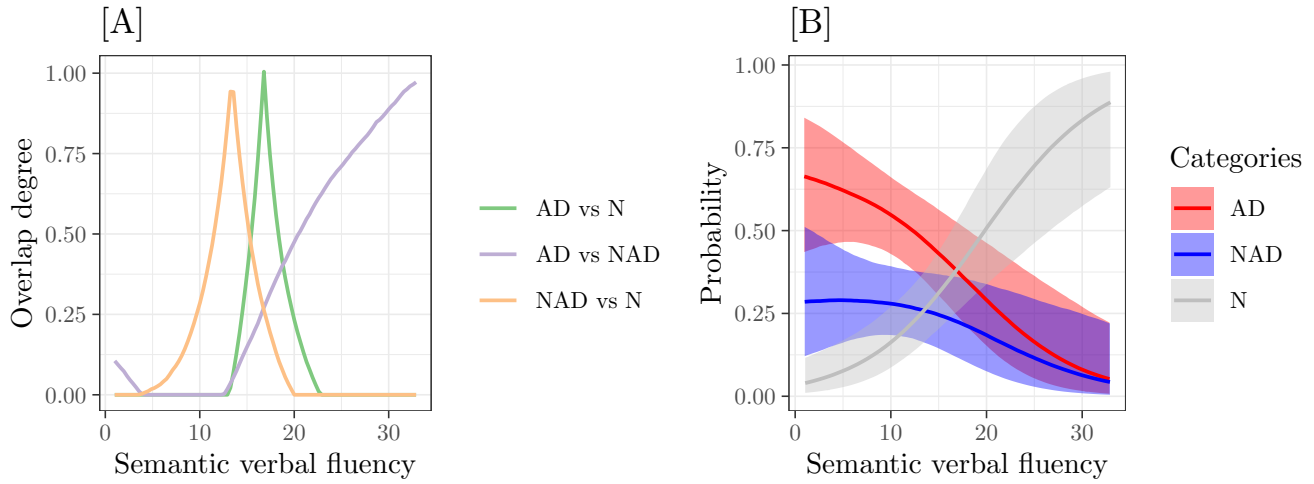 [A]
Overlap degree
1.00
0.75
0.50
0.25
0.00
0 10 20 30
Semantic verbal fluency
AD vs N
AD vs NAD
NAD vs N
[B]
Probability
1.00
0.75
0.50
0.25
0.00
0 10 20 30
Semantic verbal fluency
Categories
AD
NAD
N